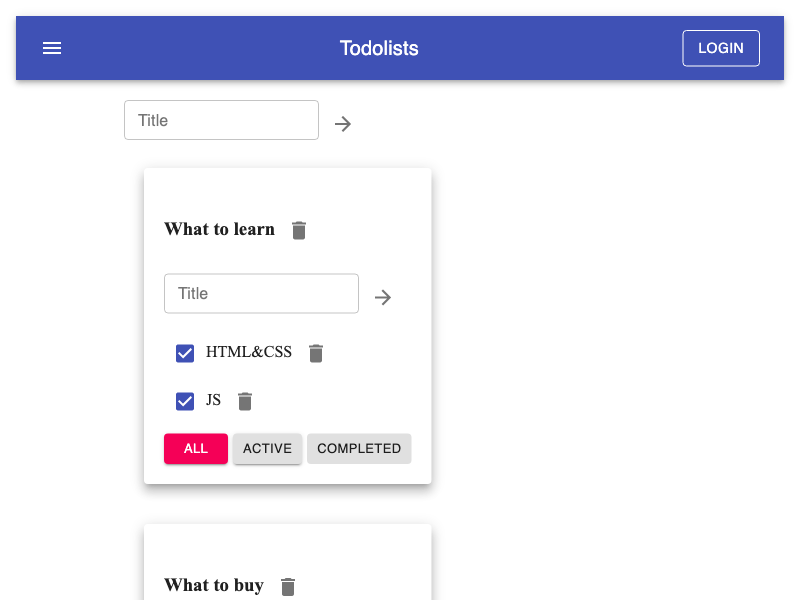 Todolists
LOGIN
Title
What to learn
Title
HTML&CSS
JS
ALL ACTIVE COMPLETED
What to buy